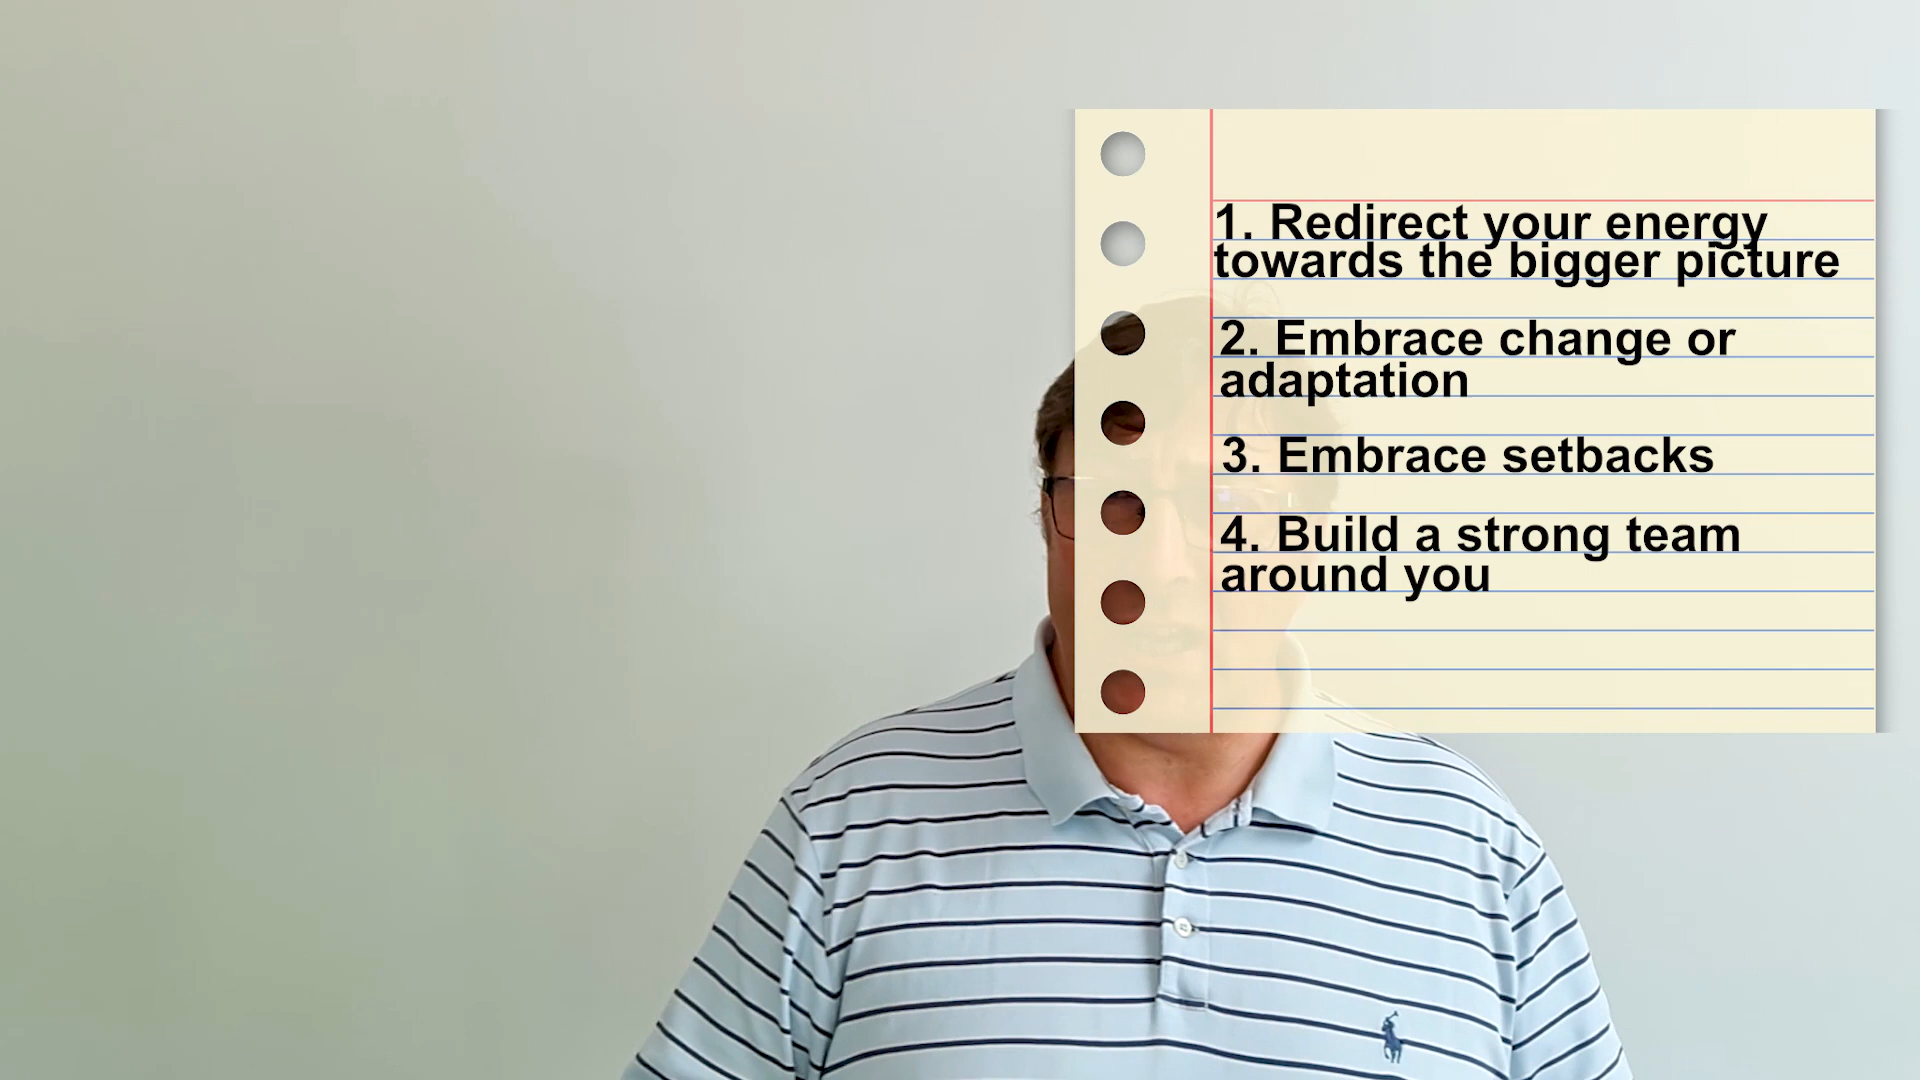 1. Redirect your energy
towards the bigger picture
2. Embrace change or
adaptation
3. Embrace setbacks
4. Build a strong team
around you